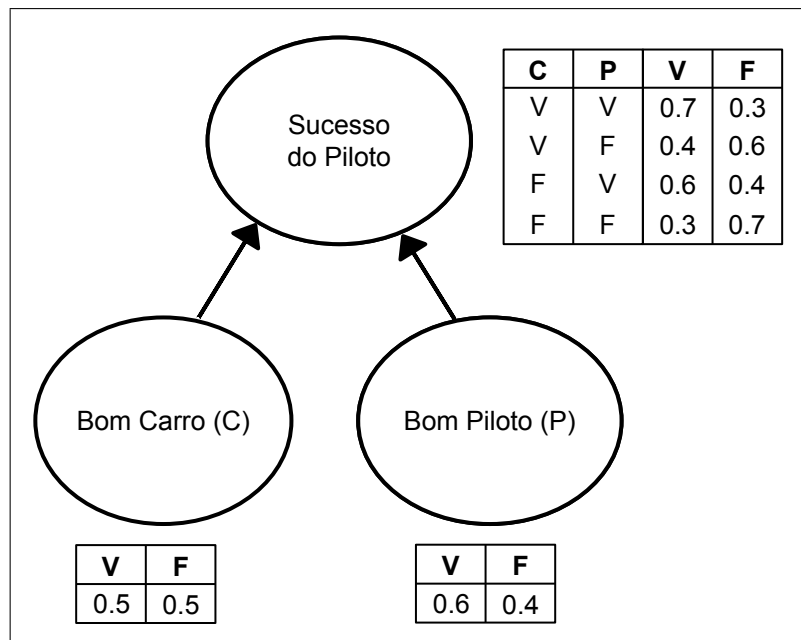 Sucesso
do Piloto
C P V F
V V 0.7 0.3
V F 0.4 0.6
F V 0.6 0.4
F F 0.3 0.7
Bom Carro (C)
Bom Piloto (P)
V F
0.5 0.5
V F
0.6 0.4